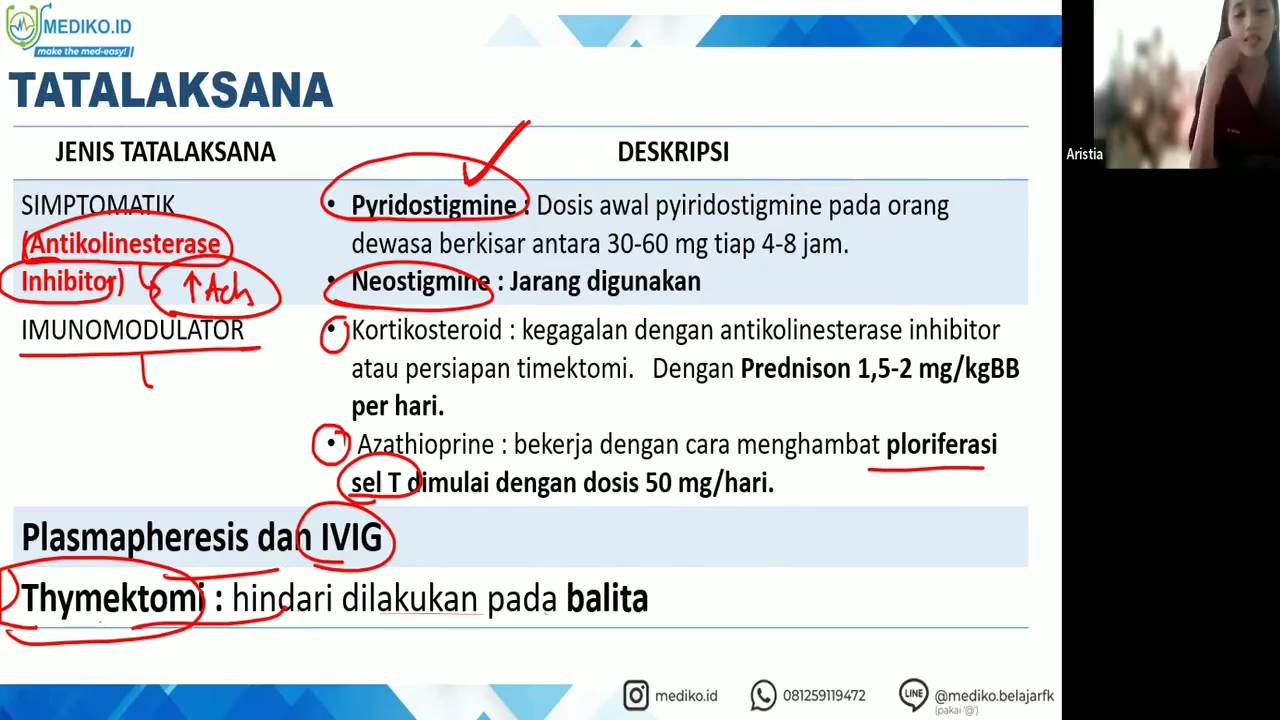 MEDIKO.ID
make the med-easy!
TATALAKSANA
JENIS TATALAKSANA
DESKRIPSI
SIMPTOMATIK
(Antikolinesterase
Inhibitor)
↑ Ach
• Pyridostigmine : Dosis awal pyiridostigmine pada orang
dewasa berkisar antara 30-60 mg tiap 4-8 jam.
• Neostigmine : Jarang digunakan
IMUNOMODULATOR
• Kortikosteroid : kegagalan dengan antikolinesterase inhibitor
atau persiapan timektomi. Dengan Prednison 1,5-2 mg/kgBB
per hari.
• Azathioprine : bekerja dengan cara menghambat ploriferasi
sel T dimulai dengan dosis 50 mg/hari.
Plasmapheresis dan IVIG
Thymektomi : hindari dilakukan pada balita
mediko.id
081259119472
LINE
@mediko.belajarfk
(pakai '@')
Aristia